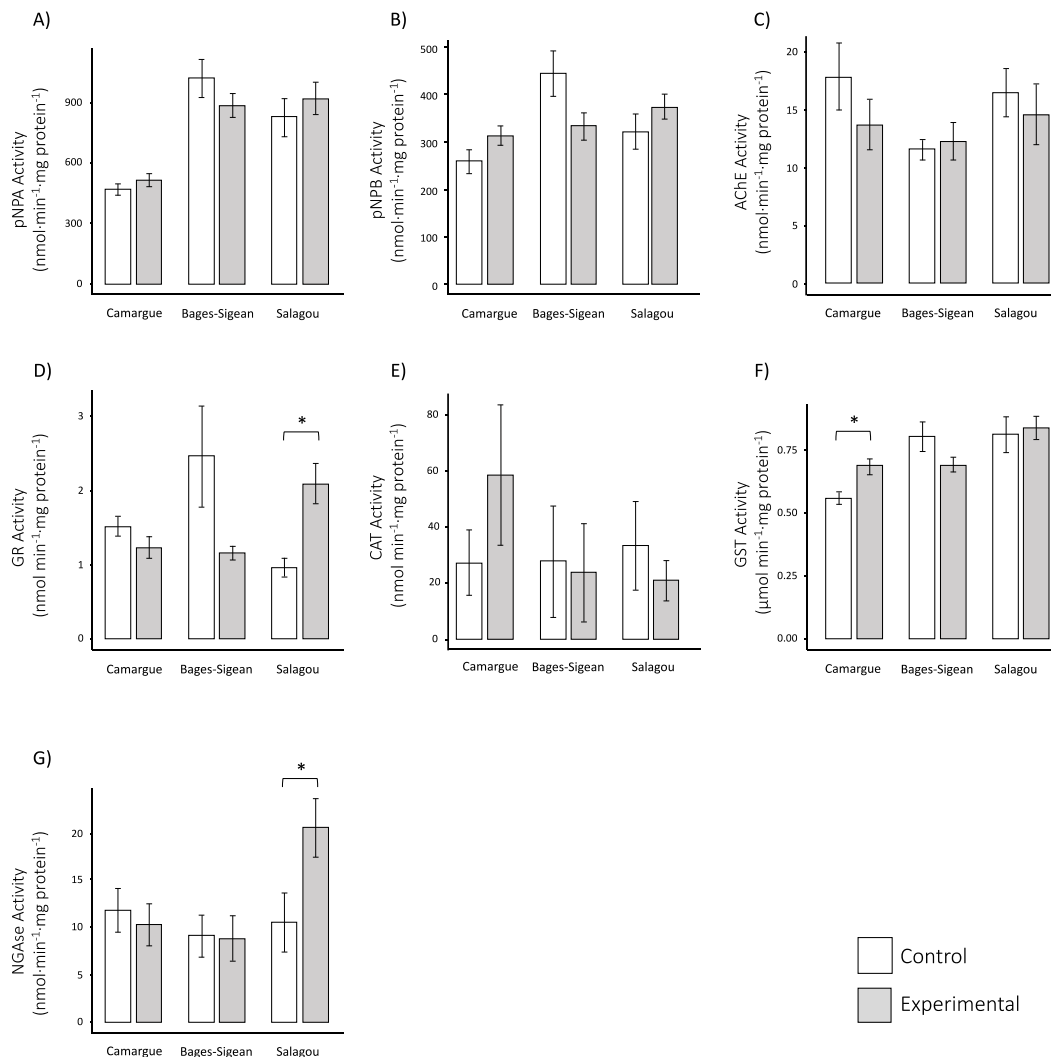 A)
pNPA Activity
(nmol·min⁻¹·mg protein⁻¹)
900
600
300
0
Camargue Bages-Sigean Salagou
B)
pNPB Activity
(nmol·min⁻¹·mg protein⁻¹)
500
400
300
200
100
0
Camargue Bages-Sigean Salagou
C)
AChE Activity
(nmol·min⁻¹·mg protein⁻¹)
20
15
10
5
0
Camargue Bages-Sigean Salagou
D)
GR Activity
(nmol min⁻¹·mg protein⁻¹)
3
2
1
0
*
Camargue Bages-Sigean Salagou
E)
CAT Activity
(nmol min⁻¹·mg protein⁻¹)
80
60
40
20
0
Camargue Bages-Sigean Salagou
F)
GST Activity
(μmol min⁻¹·mg protein⁻¹)
0.75
0.50
0.25
0.00
*
Camargue Bages-Sigean Salagou
G)
NGAse Activity
(nmol·min⁻¹·mg protein⁻¹)
20
15
10
5
0
*
Camargue Bages-Sigean Salagou
Control
Experimental